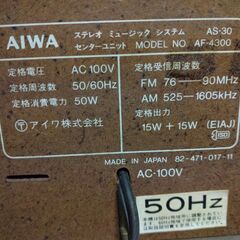 AIWA
ステレオ ミュージック システム AS-30
センターユニット MODEL NO. AF-4300
定格電圧 AC 100V
定格周波数 50/60Hz
定格消費電力 50W
アイワ株式会社
定格受信周波数
FM 76—90MHz
AM 525-1605kHz
定格出力
15W+15W (EIAJ)
MADE IN JAPAN 82-471-017-11
AC-100V
50Hz